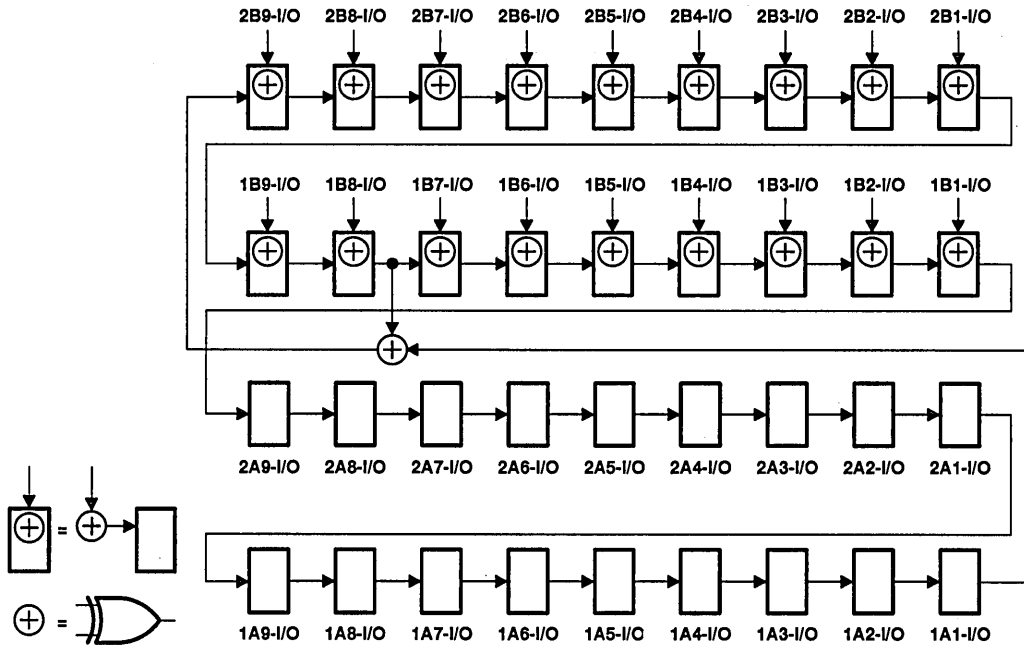 2B9-I/O 2B8-I/O 2B7-I/O 2B6-I/O 2B5-I/O 2B4-I/O 2B3-I/O 2B2-I/O 2B1-I/O
1B9-I/O 1B8-I/O 1B7-I/O 1B6-I/O 1B5-I/O 1B4-I/O 1B3-I/O 1B2-I/O 1B1-I/O
2A9-I/O 2A8-I/O 2A7-I/O 2A6-I/O 2A5-I/O 2A4-I/O 2A3-I/O 2A2-I/O 2A1-I/O
=
=
1A9-I/O 1A8-I/O 1A7-I/O 1A6-I/O 1A5-I/O 1A4-I/O 1A3-I/O 1A2-I/O 1A1-I/O